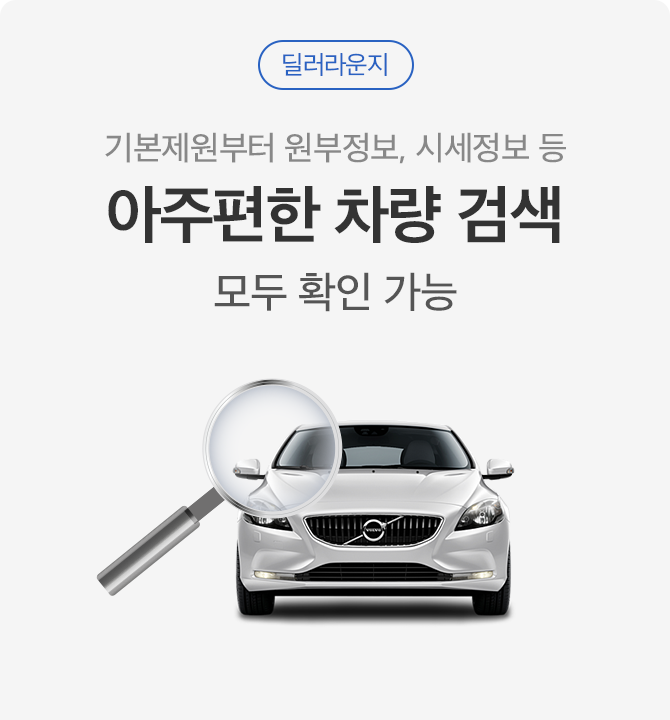 딜러라운지
기본제원부터 원부정보, 시세정보 등
아주편한 차량 검색
모두 확인 가능
VOLVO